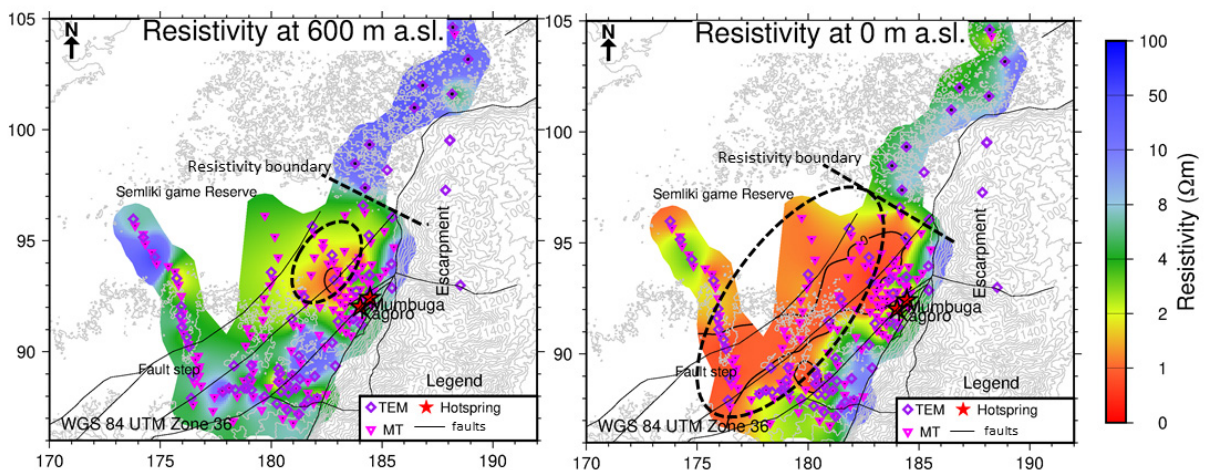 Resistivity at 600 m a.sl.
N
105
100
95
90
170
175
180
185
190
Resistivity boundary
Semliki game Reserve
Escarpment
Mumbuga
Kagoro
Fault step
1200
WGS 84 UTM Zone 36
Legend
TEM
Hotspring
MT
faults
Resistivity at 0 m a.sl.
N
105
100
95
90
170
175
180
185
190
Resistivity boundary
Semliki game Reserve
Escarpment
0
Mumbuga
Kagoro
Fault step
1200
WGS 84 UTM Zone 36
Legend
TEM
Hotspring
MT
faults
100
50
10
8
4
2
1
0
Resistivity (Ωm)